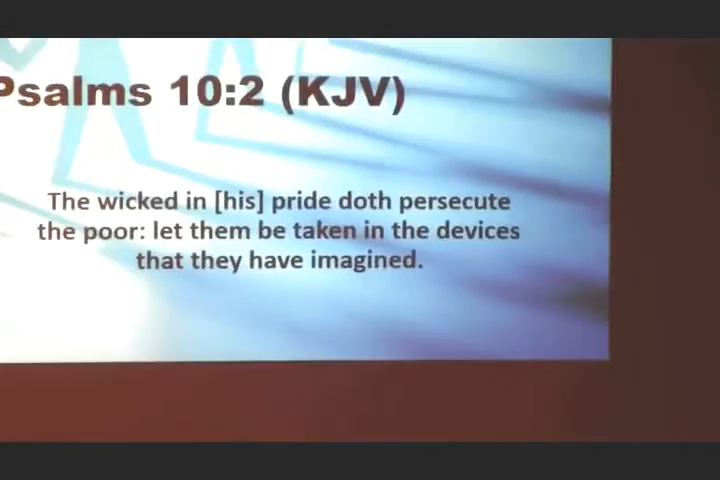 Psalms 10:2 (KJV)
The wicked in [his] pride doth persecute
the poor: let them be taken in the devices
that they have imagined.